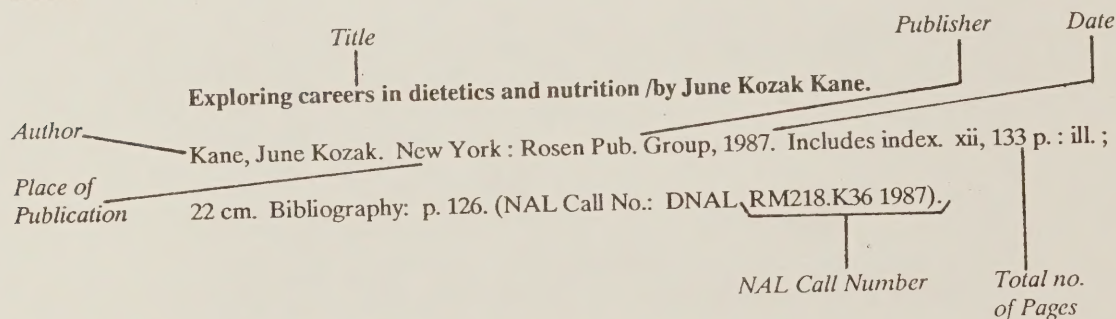 Title
Publisher
Date
Exploring careers in dietetics and nutrition /by June Kozak Kane.
Author
Kane, June Kozak. New York : Rosen Pub. Group, 1987. Includes index. xii, 133 p. : ill. ;
Place of
Publication
22 cm. Bibliography: p. 126. (NAL Call No.: DNAL RM218.K36 1987).
NAL Call Number
Total no.
of Pages